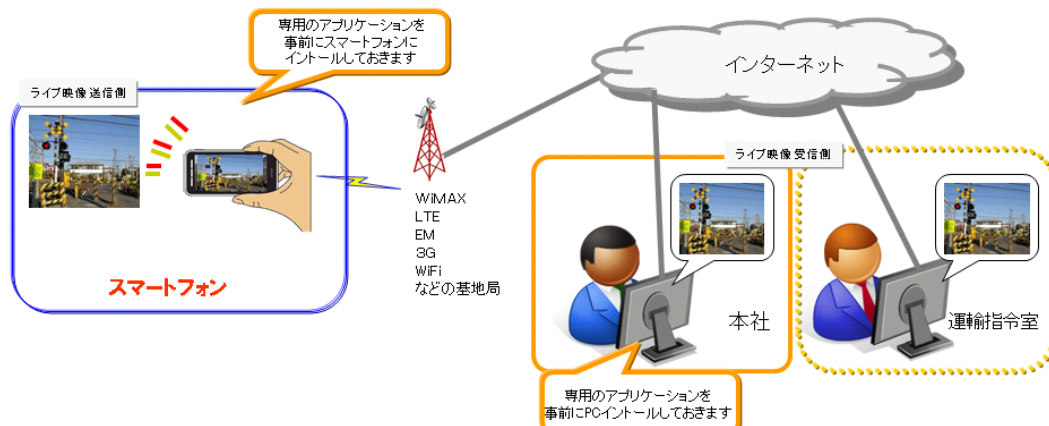 専用のアプリケーションを
事前にスマートフォンに
イントールしておきます
ライブ映像送信側
スマートフォン
WiMAX
LTE
EM
3G
WiFi
などの基地局
インターネット
ライブ映像受信側
本社
運輸指令室
専用のアプリケーションを
事前にPCイントールしておきます